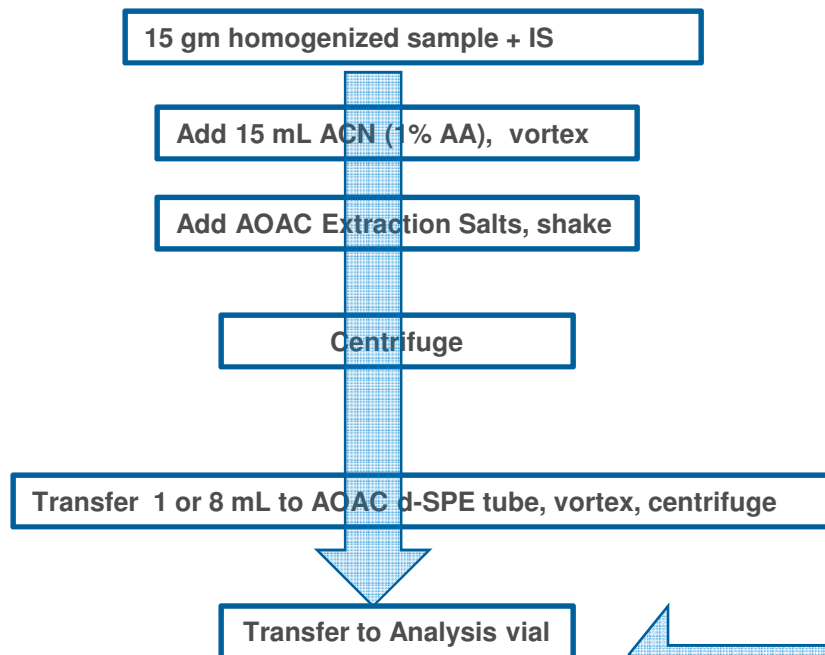 15 gm homogenized sample + IS
Add 15 mL ACN (1% AA), vortex
Add AOAC Extraction Salts, shake
Centrifuge
Transfer 1 or 8 mL to AOAC d-SPE tube, vortex, centrifuge
Transfer to Analysis vial